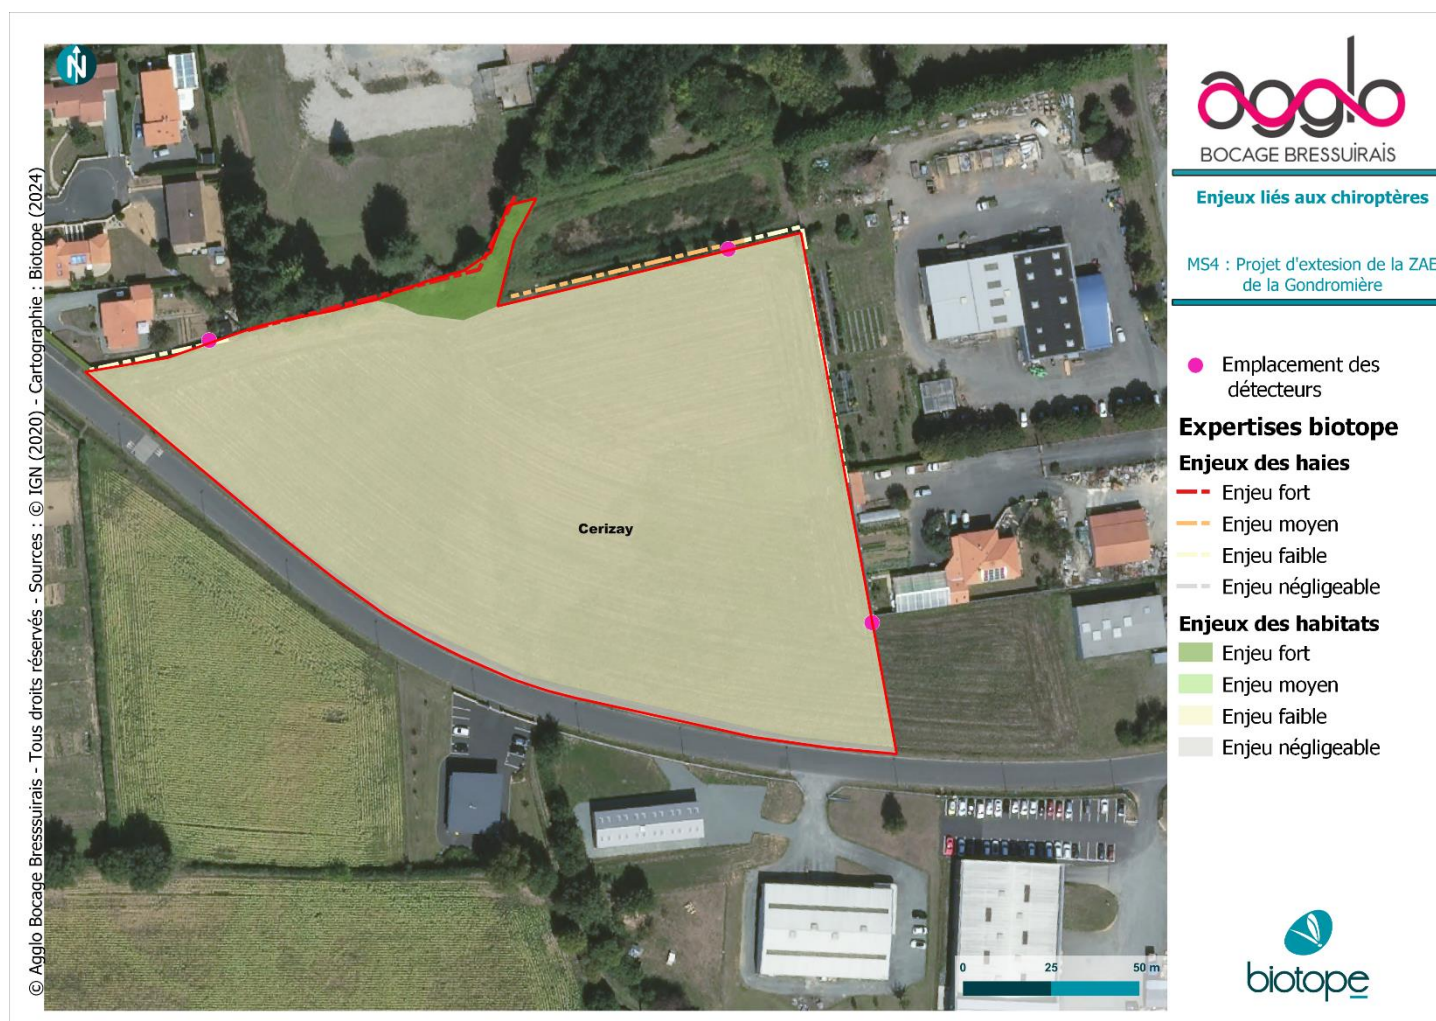 N
© Agglo Bocage Bresssuirais - Tous droits réservés - Sources : © IGN (2020) - Cartographie : Biotope (2024)
Cerizay
0 25 50 m
agglo
BOCAGE BRESSUIRAIS
Enjeux liés aux chiroptères
MS4 : Projet d'extesion de la ZAE
de la Gondromière
Emplacement des
détecteurs
Expertises biotope
Enjeux des haies
Enjeu fort
Enjeu moyen
Enjeu faible
Enjeu négligeable
Enjeux des habitats
Enjeu fort
Enjeu moyen
Enjeu faible
Enjeu négligeable
biotope